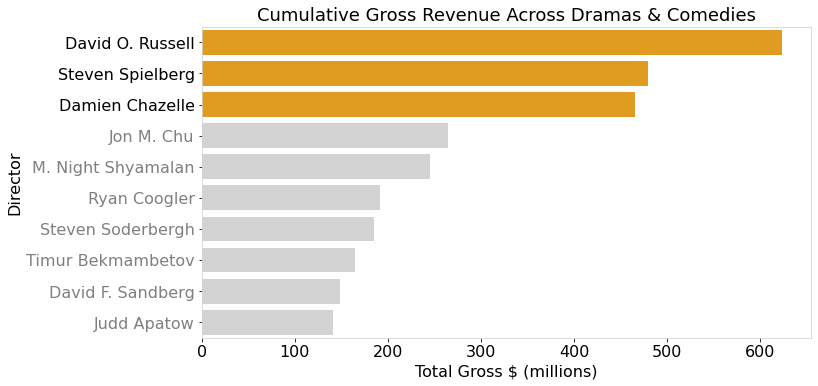 Cumulative Gross Revenue Across Dramas & Comedies
Director
David O. Russell
Steven Spielberg
Damien Chazelle
Jon M. Chu
M. Night Shyamalan
Ryan Coogler
Steven Soderbergh
Timur Bekmambetov
David F. Sandberg
Judd Apatow
0 100 200 300 400 500 600
Total Gross $ (millions)